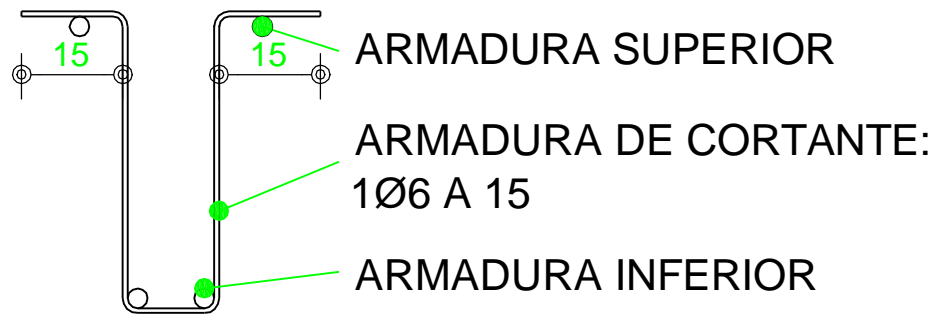 15
15
ARMADURA SUPERIOR
ARMADURA DE CORTANTE:
1Ø6 A 15
ARMADURA INFERIOR